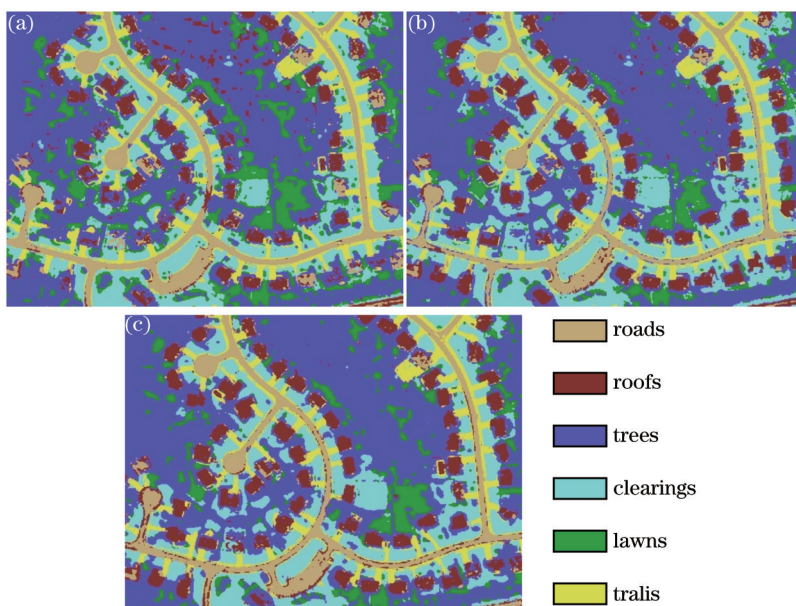 (a)
(b)
(c)
roads
roofs
trees
clearings
lawns
tralis